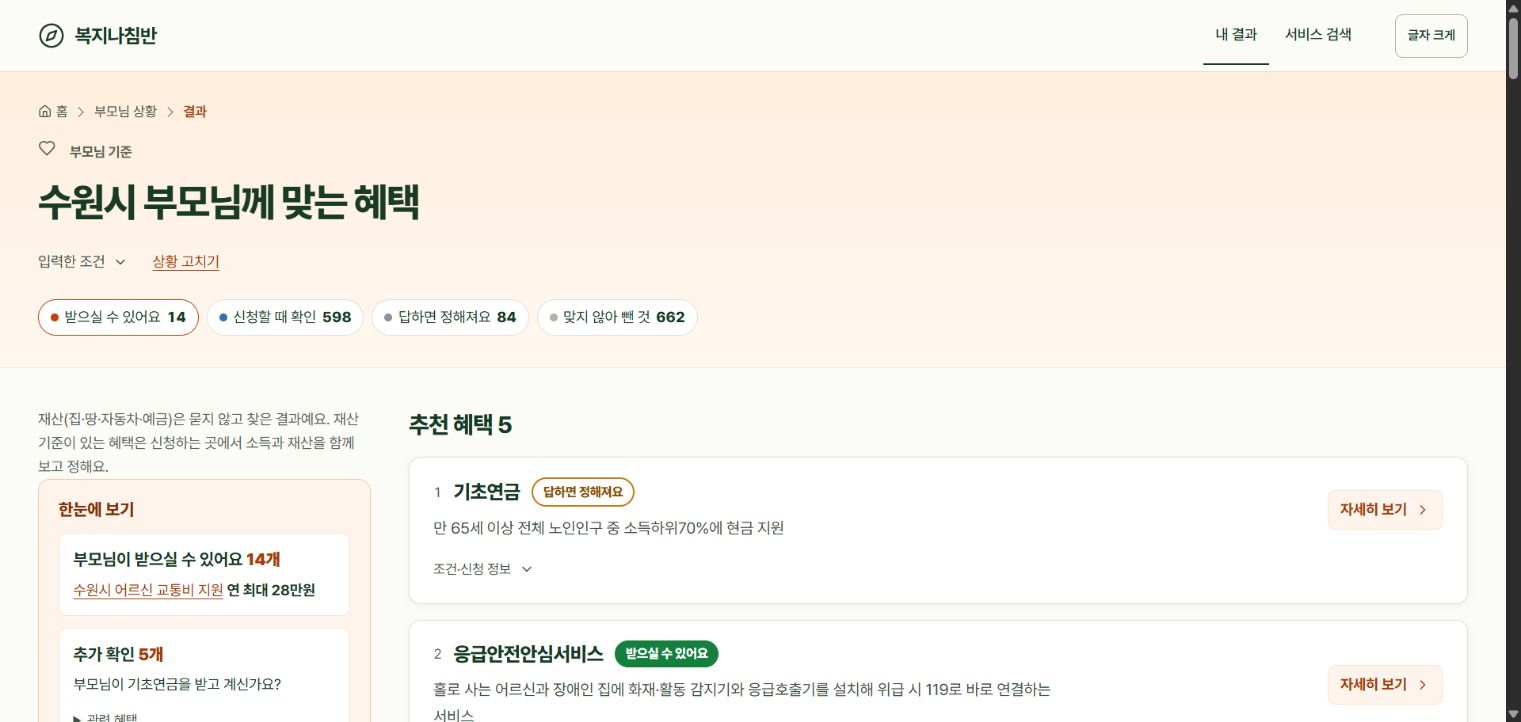 복지나침반
내 결과
서비스 검색
글자 크게
홈 > 부모님 상황 > 결과
부모님 기준
수원시 부모님께 맞는 혜택
입력한 조건
상황 고치기
받으실 수 있어요 14
신청할 때 확인 598
답하면 정해져요 84
맞지 않아 뺀 것 662
재산(집·땅·자동차·예금)은 묻지 않고 찾은 결과예요. 재산
기준이 있는 혜택은 신청하는 곳에서 소득과 재산을 함께
보고 정해요.
한눈에 보기
부모님이 받으실 수 있어요 14개
수원시 어르신 교통비 지원 연 최대 28만원
추가 확인 5개
부모님이 기초연금을 받고 계신가요?
관련 혜택
추천 혜택 5
1 기초연금 답하면 정해져요
만 65세 이상 전체 노인인구 중 소득하위70%에 현금 지원
조건·신청 정보
자세히 보기
2 응급안전안심서비스 받으실 수 있어요
홀로 사는 어르신과 장애인 집에 화재·활동 감지기와 응급호출기를 설치해 위급 시 119로 바로 연결하는
서비스
자세히 보기